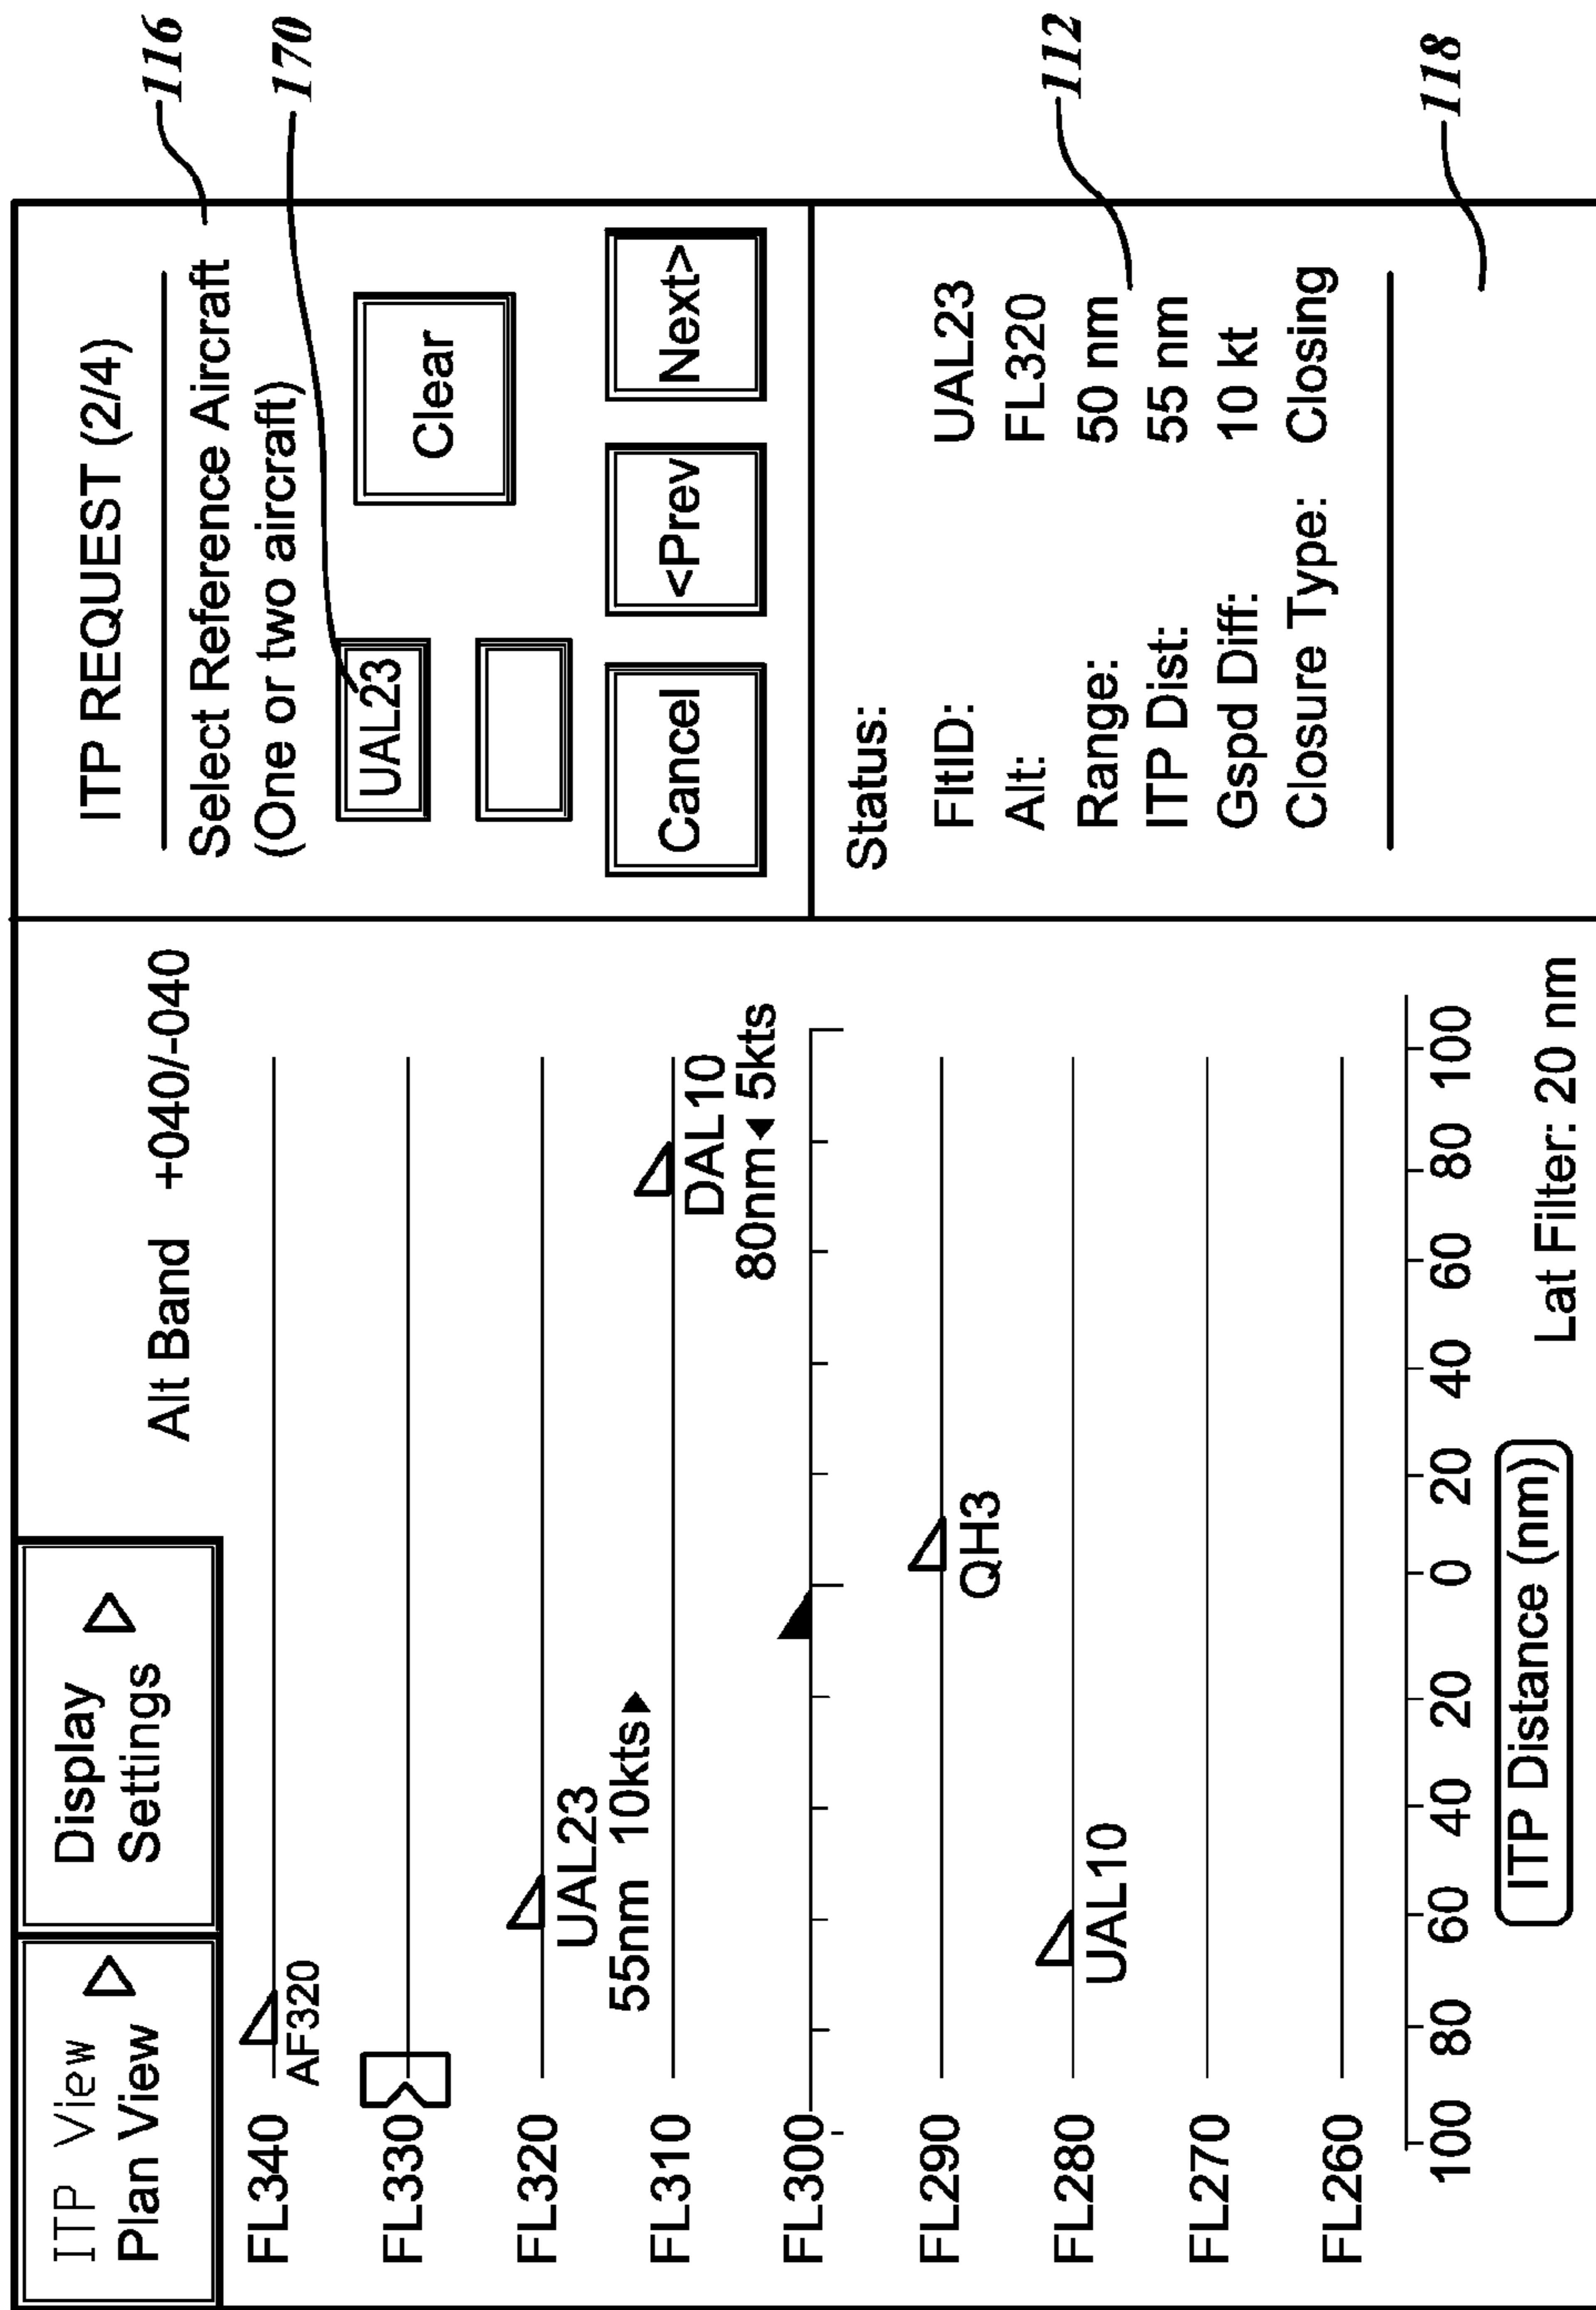 ITP View
Plan View
Display
Settings
Alt Band +040/-040
FL340
AF320
FL330
FL320
UAL23
55nm 10kts
FL310
DAL10
80nm 5kts
FL300
FL290
QH3
FL280
UAL10
FL270
FL260
100 80 60 40 20 0 20 40 60 80 100
ITP Distance (nm)
Lat Filter: 20 nm
ITP REQUEST (2/4)
Select Reference Aircraft
(One or two aircraft)
UAL23
Clear
Cancel
<Prev
Next>
Status:
FltID: UAL23
Alt: FL320
Range: 50 nm
ITP Dist: 55 nm
Gspd Diff: 10 kt
Closure Type: Closing
116
170
112
118